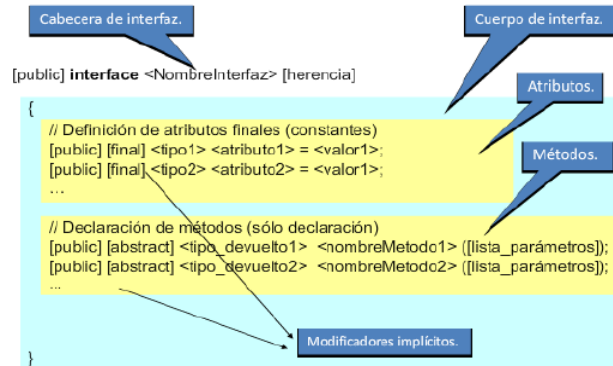 Cabecera de interfaz.
Cuerpo de interfaz.
[public] interface <NombreInterfaz> [herencia]
Atributos.
{
// Definición de atributos finales (constantes)
[public] [final] <tipo1> <atributo1> = <valor1>;
[public] [final] <tipo2> <atributo2> = <valor1>;
...
Métodos.
// Declaración de métodos (sólo declaración)
[public] [abstract] <tipo_devuelto1> <nombreMetodo1> ([lista_parámetros]);
[public] [abstract] <tipo_devuelto2> <nombreMetodo2> ([lista_parámetros]);
...
Modificadores implícitos.
}